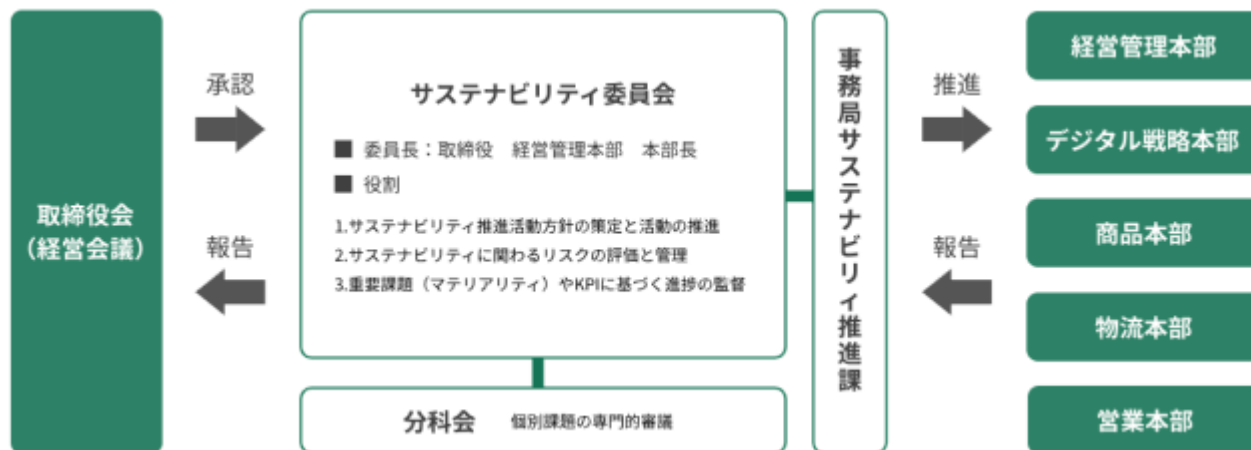 取締役会
（経営会議）
承認
報告
サステナビリティ委員会
■ 委員長：取締役　経営管理本部　本部長
■ 役割
1.サステナビリティ推進活動方針の策定と活動の推進
2.サステナビリティに関わるリスクの評価と管理
3.重要課題（マテリアリティ）やKPIに基づく進捗の監督
分科会　個別課題の専門的審議
事務局サステナビリィ推進課
推進
報告
経営管理本部
デジタル戦略本部
商品本部
物流本部
営業本部